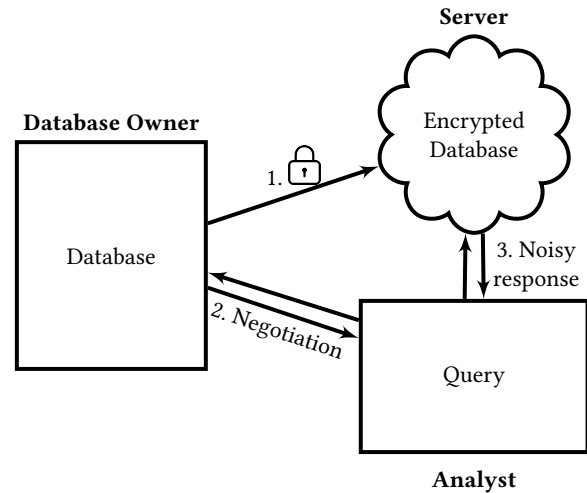 Server
Database Owner
Encrypted
Database
1.
Database
3. Noisy
response
2. Negotiation
Query
Analyst